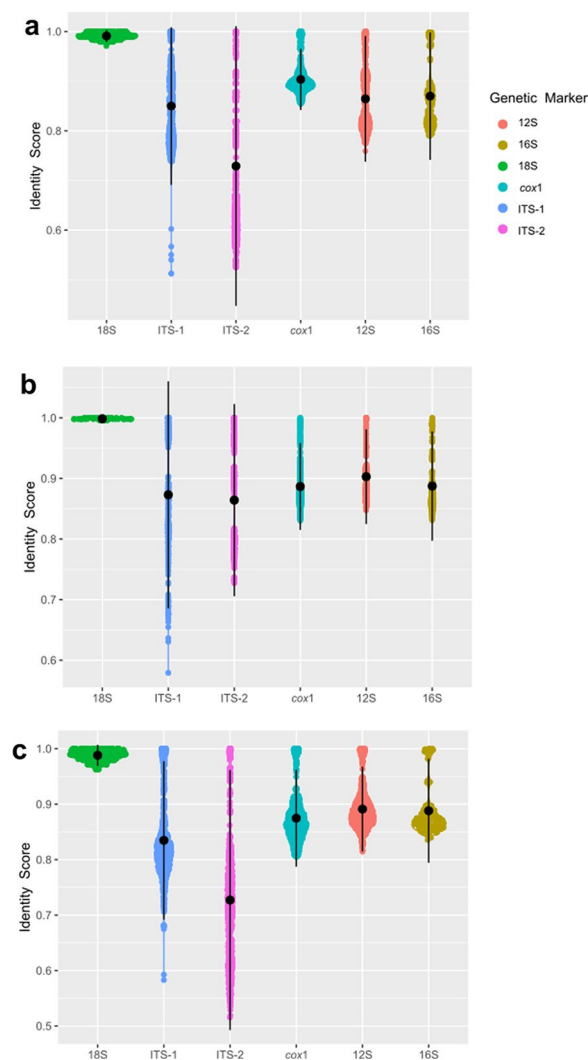 a
1.0
0.8
0.6
Identity Score
18S ITS-1 ITS-2 cox1 12S 16S
Genetic Marker
12S
16S
18S
cox1
ITS-1
ITS-2
b
1.0
0.9
0.8
0.7
0.6
Identity Score
18S ITS-1 ITS-2 cox1 12S 16S
c
1.0
0.9
0.8
0.7
0.6
0.5
Identity Score
18S ITS-1 ITS-2 cox1 12S 16S